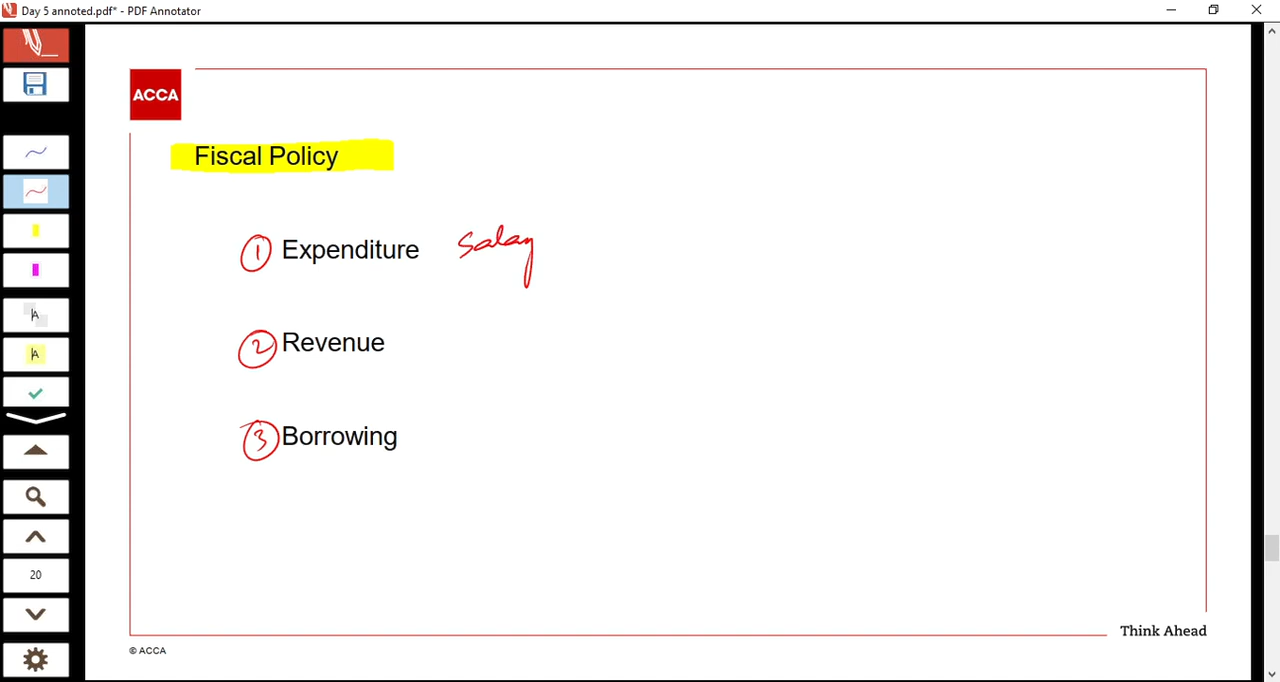 Day 5 annoted.pdf* - PDF Annotator
ACCA
Fiscal Policy
1 Expenditure Salay
2 Revenue
3 Borrowing
20
Think Ahead
© ACCA